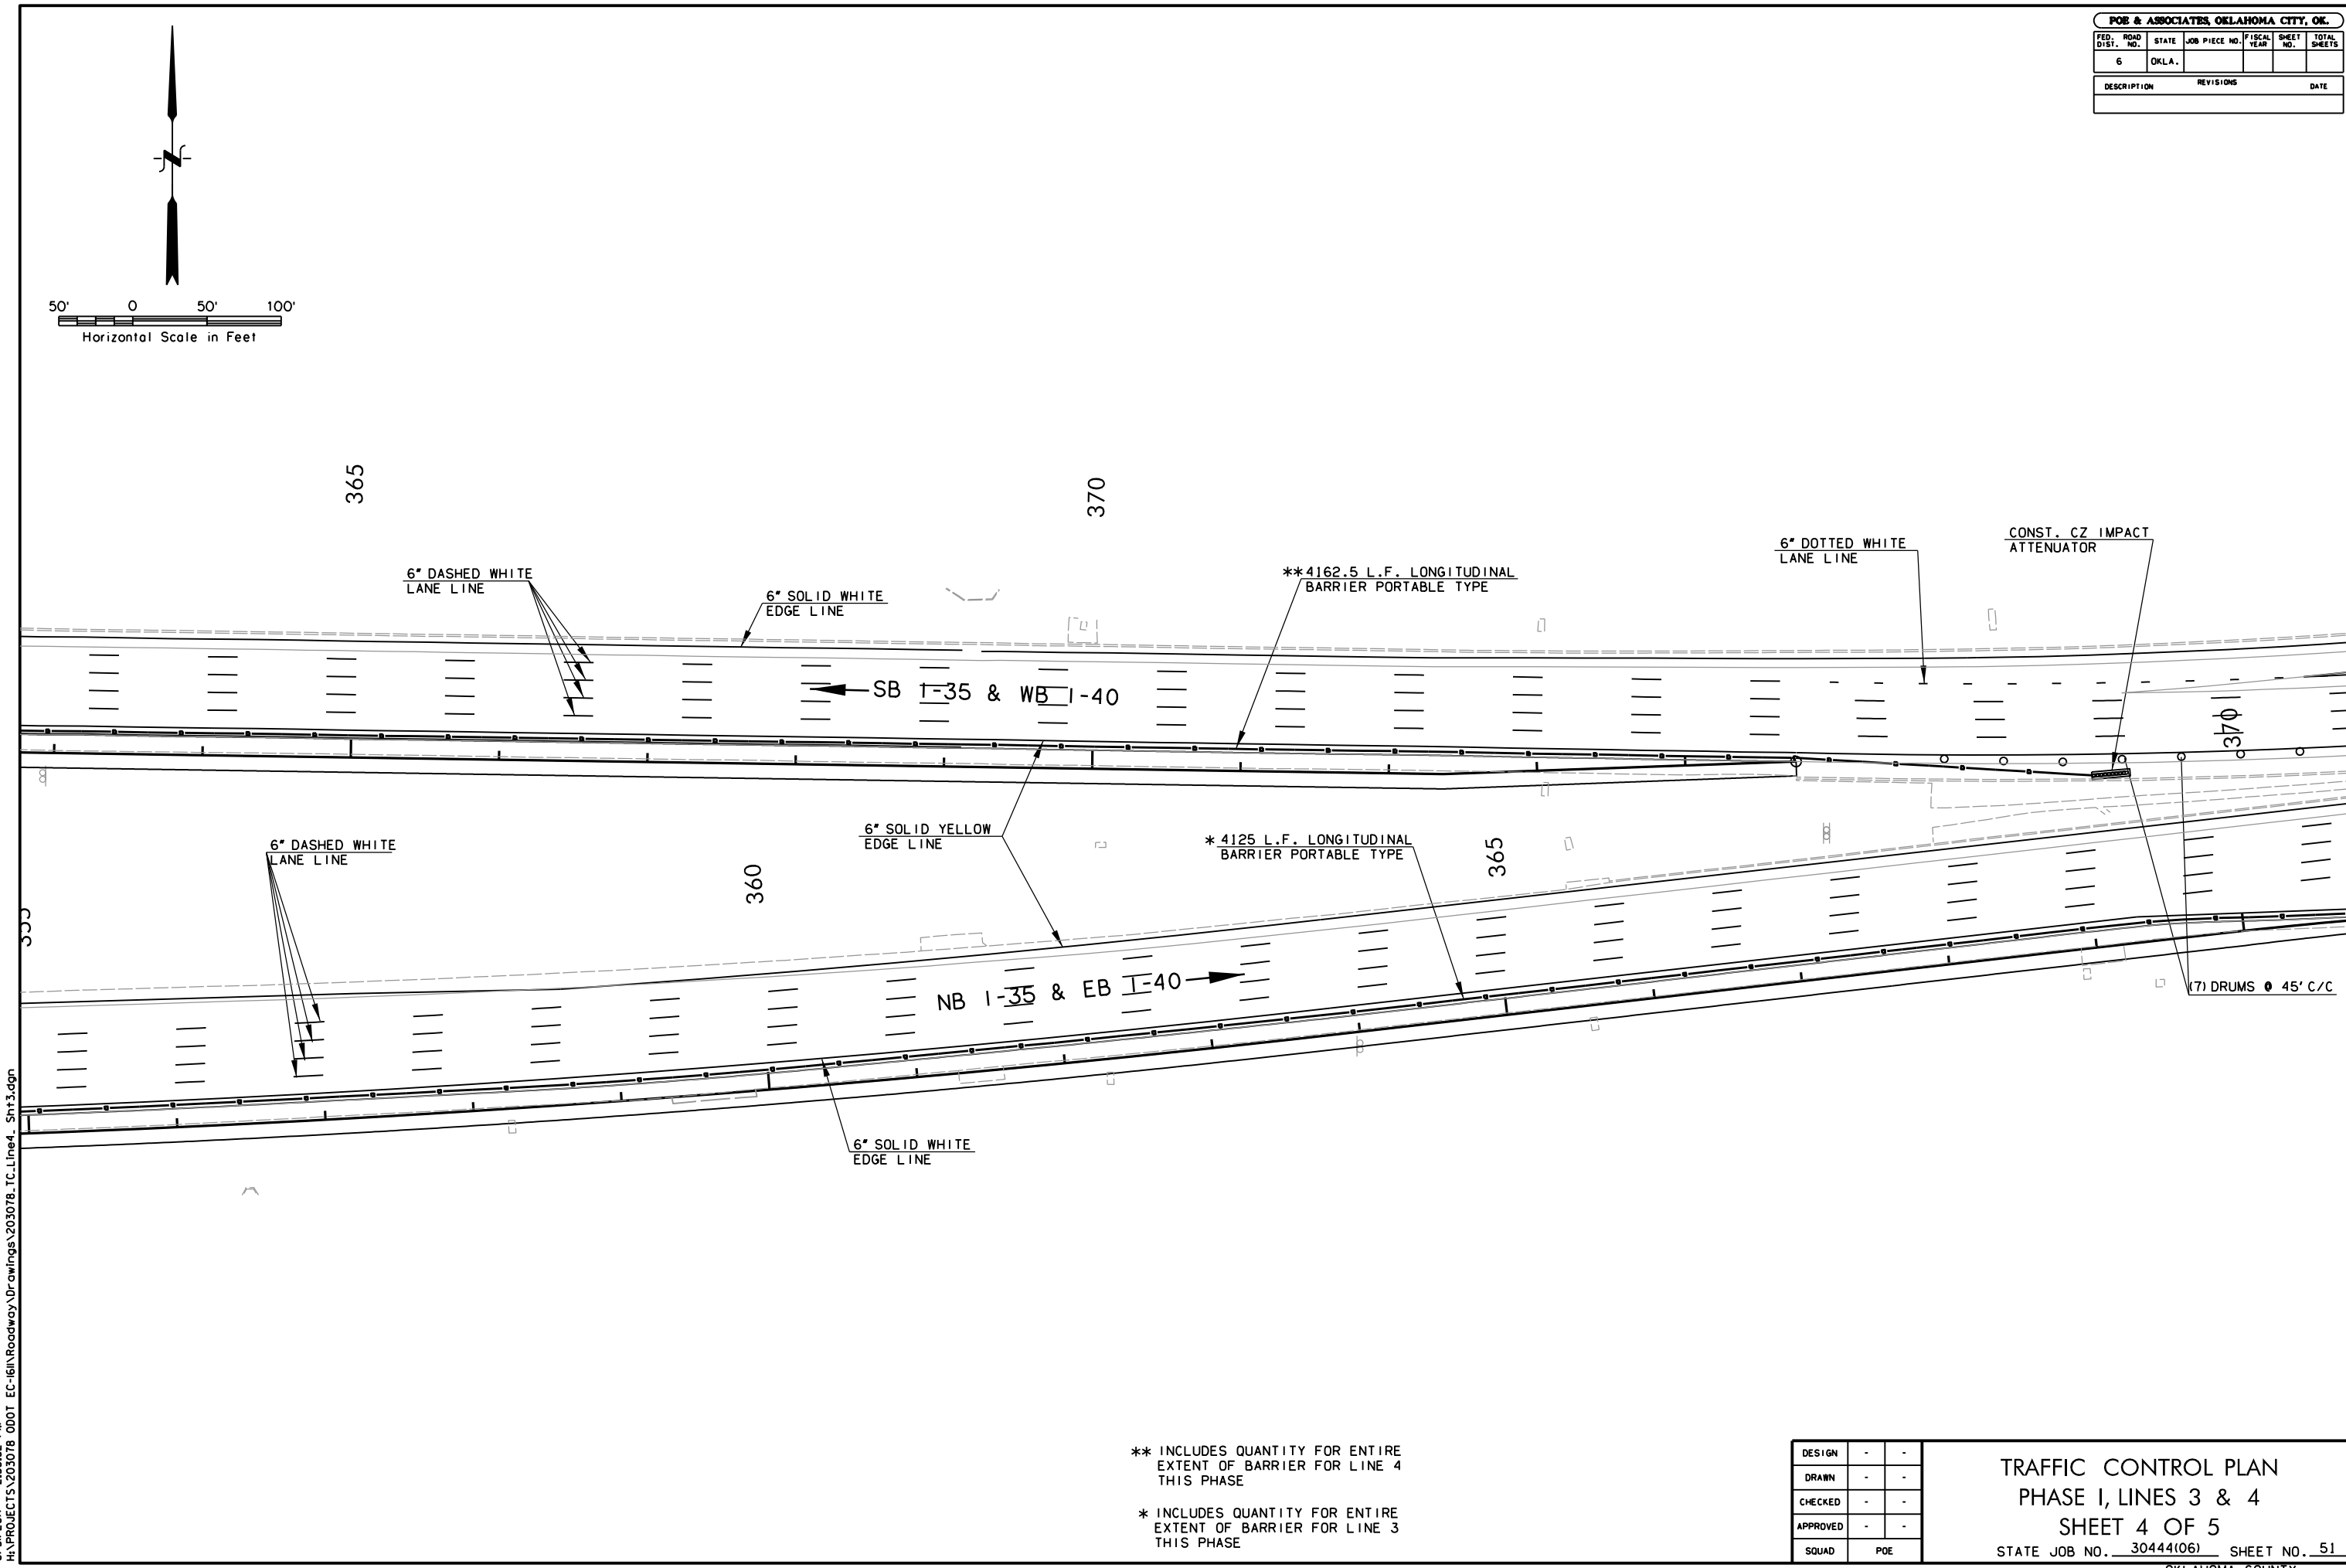 POE & ASSOCIATES, OKLAHOMA CITY, OK.
FED. ROAD DIST. NO. STATE JOB PIECE NO. FISCAL YEAR SHEET NO. TOTAL SHEETS
6 OKLA.
DESCRIPTION REVISIONS DATE
N
50' 0 50' 100'
Horizontal Scale in Feet
365
370
6" DASHED WHITE
LANE LINE
6" SOLID WHITE
EDGE LINE
**4162.5 L.F. LONGITUDINAL
BARRIER PORTABLE TYPE
6" DOTTED WHITE
LANE LINE
CONST. CZ IMPACT
ATTENUATOR
SB I-35 & WB I-40
370
6" DASHED WHITE
LANE LINE
6" SOLID YELLOW
EDGE LINE
* 4125 L.F. LONGITUDINAL
BARRIER PORTABLE TYPE
355
360
365
NB I-35 & EB I-40
(7) DRUMS @ 45' C/C
6" SOLID WHITE
EDGE LINE
** INCLUDES QUANTITY FOR ENTIRE
EXTENT OF BARRIER FOR LINE 4
THIS PHASE
* INCLUDES QUANTITY FOR ENTIRE
EXTENT OF BARRIER FOR LINE 3
THIS PHASE
DESIGN - -
DRAWN - -
CHECKED - -
APPROVED - -
SQUAD POE
TRAFFIC CONTROL PLAN
PHASE I, LINES 3 & 4
SHEET 4 OF 5
STATE JOB NO. 30444(06) SHEET NO. 51
H:\PROJECTS\203078 ODOT EC-1611\Roadway\Drawings\203078_TC_Line4_Sht3.dgn